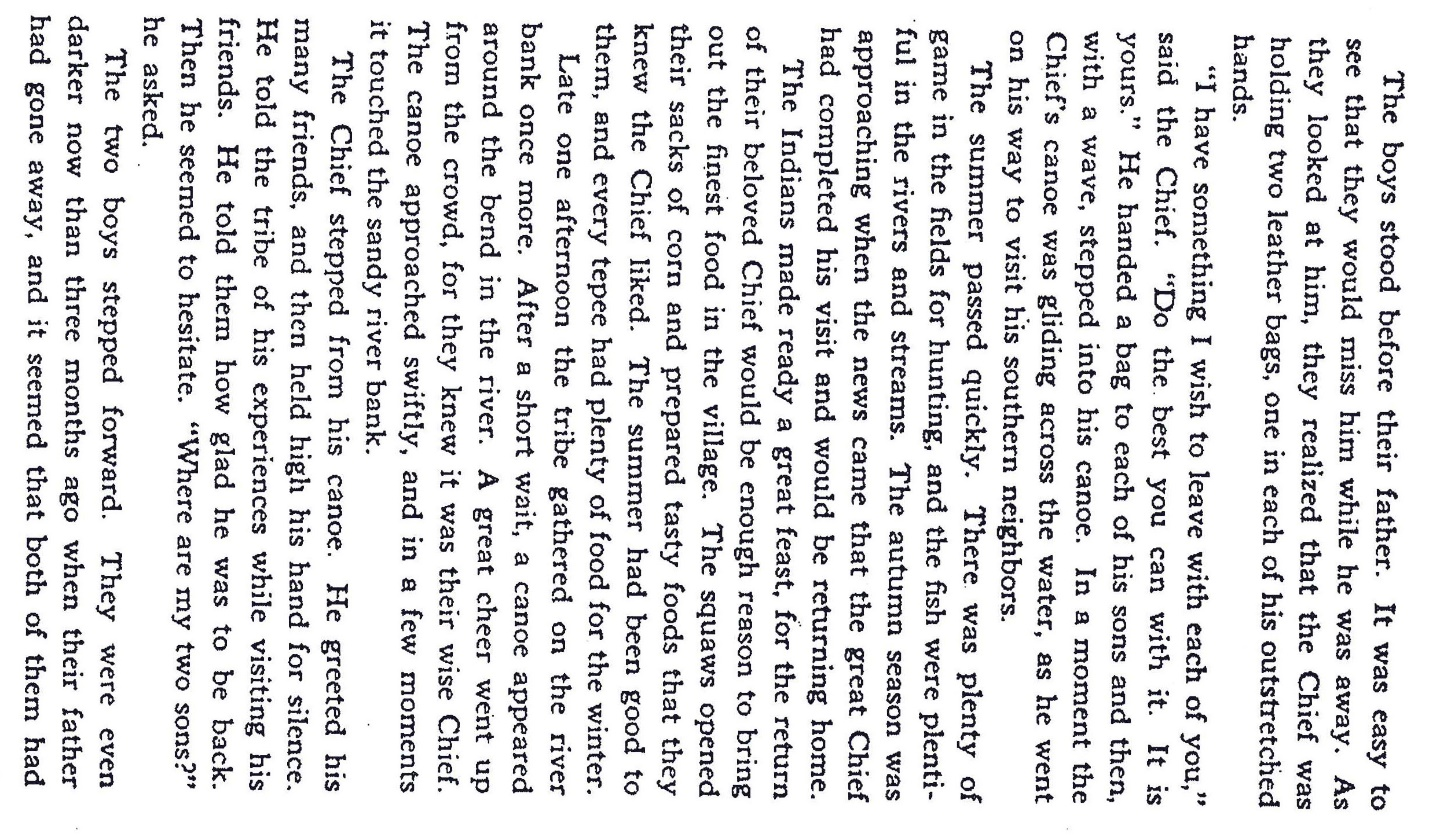 The boys stood before their father. It was easy to
see that they would miss him while he was away. As
they looked at him, they realized that the Chief was
holding two leather bags, one in each of his outstretched
hands.
“I have something I wish to leave with each of you,”
said the Chief. “Do the best you can with it. It is
yours.” He handed a bag to each of his sons and then,
with a wave, stepped into his canoe. In a moment the
Chief's canoe was gliding across the water, as he went
on his way to visit his southern neighbors.
The summer passed quickly. There was plenty of
game in the fields for hunting, and the fish were plenti-
ful in the rivers and streams. The autumn season was
approaching when the news came that the great Chief
had completed his visit and would be returning home.
The Indians made ready a great feast, for the return
of their beloved Chief would be enough reason to bring
out the finest food in the village. The squaws opened
their sacks of corn and prepared tasty foods that they
knew the Chief liked. The summer had been good to
them, and every tepee had plenty of food for the winter.
Late one afternoon the tribe gathered on the river
bank once more. After a short wait, a canoe appeared
around the bend in the river. A great cheer went up
from the crowd, for they knew it was their wise Chief.
The canoe approached swiftly, and in a few moments
it touched the sandy river bank.
The Chief stepped from his canoe. He greeted his
many friends, and then held high his hand for silence.
He told the tribe of his experiences while visiting his
friends. He told them how glad he was to be back.
Then he seemed to hesitate. “Where are my two sons?”
he asked.
The two boys stepped forward. They were even
darker now than three months ago when their father
had gone away, and it seemed that both of them had